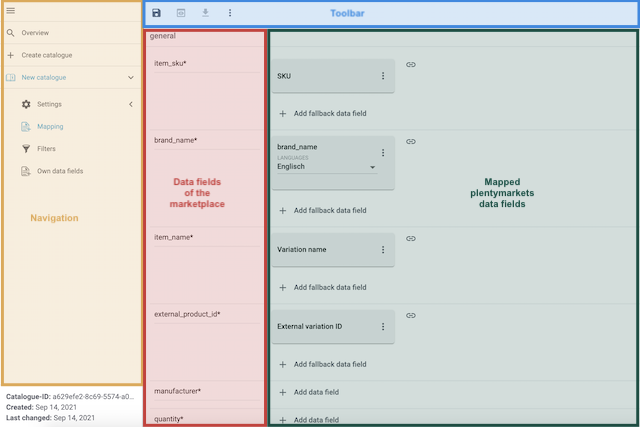 Toolbar
Overview
Create catalogue
New catalogue
Settings
Mapping
Filters
Own data fields
Navigation
Catalogue-ID: a629efe2-8c69-5574-a0...
Created: Sep 14, 2021
Last changed: Sep 14, 2021
general
item_sku*
SKU
Add fallback data field
brand_name*
brand_name
LANGUAGES
Englisch
Add fallback data field
Data fields
of the
marketplace
Mapped
plentymarkets
data fields
item_name*
Variation name
Add fallback data field
external_product_id*
External variation ID
Add fallback data field
manufacturer*
Add data field
quantity*
Add data field